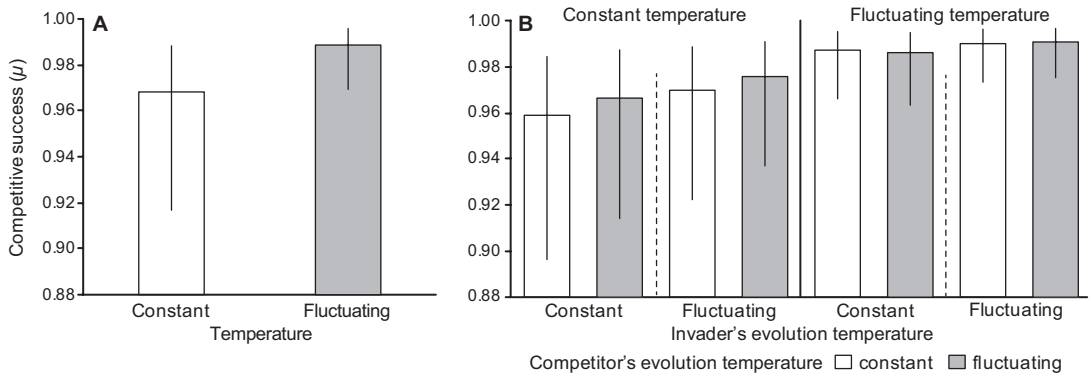 A
Competitive success (μ)
1.00
0.98
0.96
0.94
0.92
0.90
0.88
Constant Fluctuating
Temperature
B
Constant temperature Fluctuating temperature
1.00
0.98
0.96
0.94
0.92
0.90
0.88
Constant Fluctuating Constant Fluctuating
Invader's evolution temperature
Competitor's evolution temperature constant fluctuating